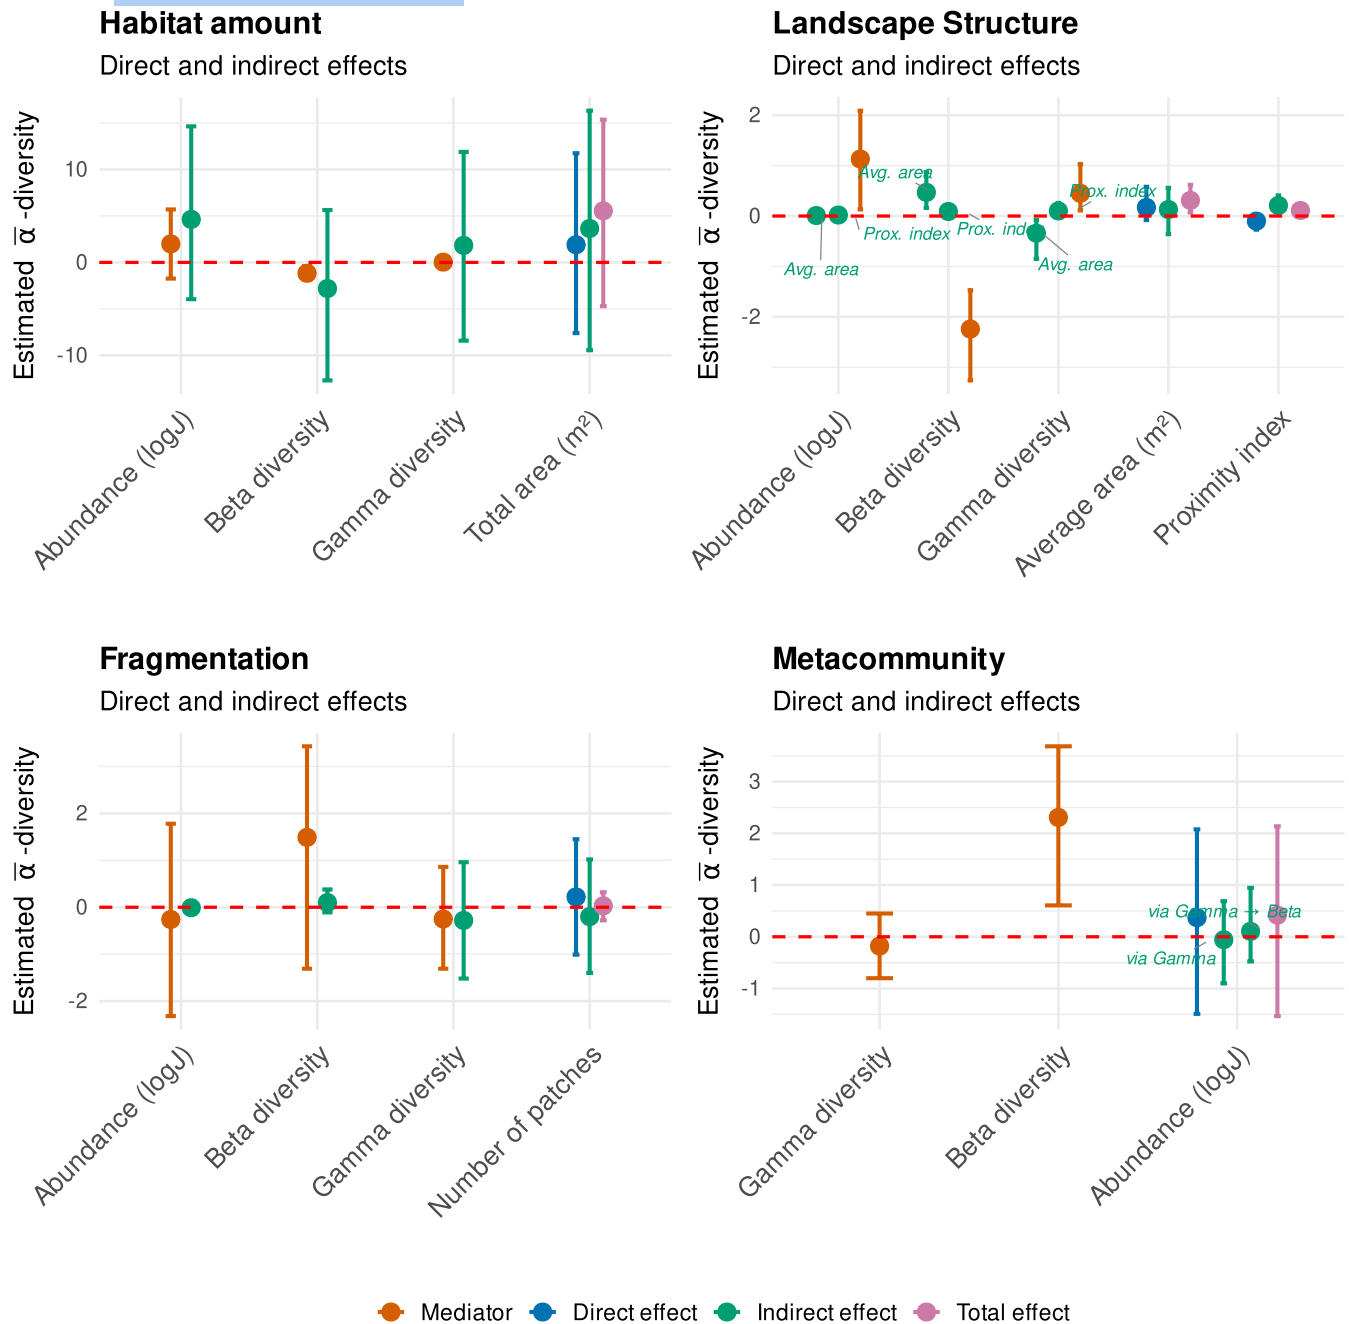 Habitat amount
Direct and indirect effects
Estimated α̅ -diversity
10
0
-10
Abundance (logJ)
Beta diversity
Gamma diversity
Total area (m²)
Landscape Structure
Direct and indirect effects
Estimated α̅ -diversity
2
0
-2
Avg. area
Prox. index
Avg. area
Prox. inde
Prox. index
Avg. area
Abundance (logJ)
Beta diversity
Gamma diversity
Average area (m²)
Proximity index
Fragmentation
Direct and indirect effects
Estimated α̅ -diversity
2
0
-2
Abundance (logJ)
Beta diversity
Gamma diversity
Number of patches
Metacommunity
Direct and indirect effects
Estimated α̅ -diversity
3
2
1
0
-1
via Gamma → Beta
via Gamma
Gamma diversity
Beta diversity
Abundance (logJ)
Mediator
Direct effect
Indirect effect
Total effect